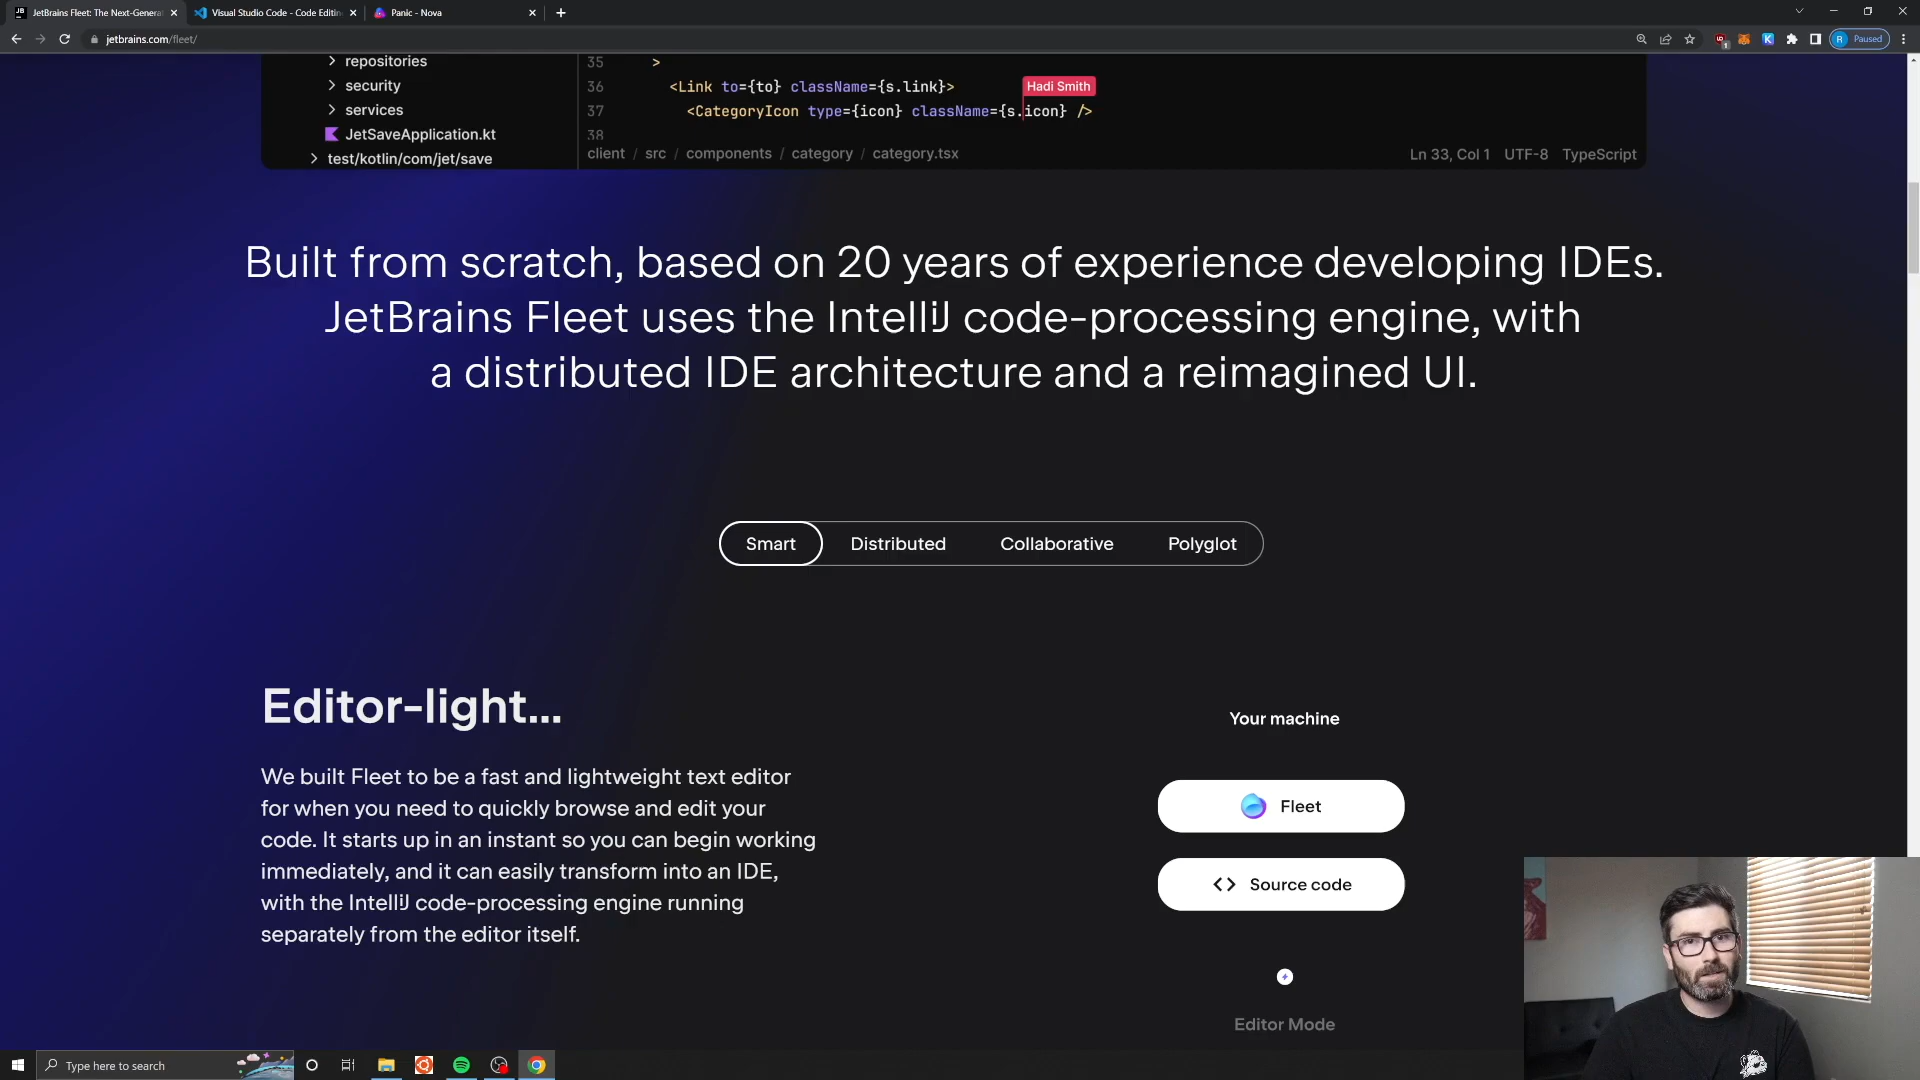 JetBrains Fleet: The Next-Genera
Visual Studio Code - Code Editin
Panic - Nova
jetbrains.com/fleet/
R Paused
repositories
security
services
JetSaveApplication.kt
test/kotlin/com/jet/save
35 >
36 <Link to={to} className={s.link}>
Hadi Smith
37 <CategoryIcon type={icon} className={s.icon} />
38
client / src / components / category / category.tsx
Ln 33, Col 1 UTF-8 TypeScript
Built from scratch, based on 20 years of experience developing IDEs.
JetBrains Fleet uses the IntelliJ code-processing engine, with
a distributed IDE architecture and a reimagined UI.
Smart Distributed Collaborative Polyglot
Editor-light...
We built Fleet to be a fast and lightweight text editor
for when you need to quickly browse and edit your
code. It starts up in an instant so you can begin working
immediately, and it can easily transform into an IDE,
with the IntelliJ code-processing engine running
separately from the editor itself.
Your machine
Fleet
Source code
Editor Mode
Type here to search